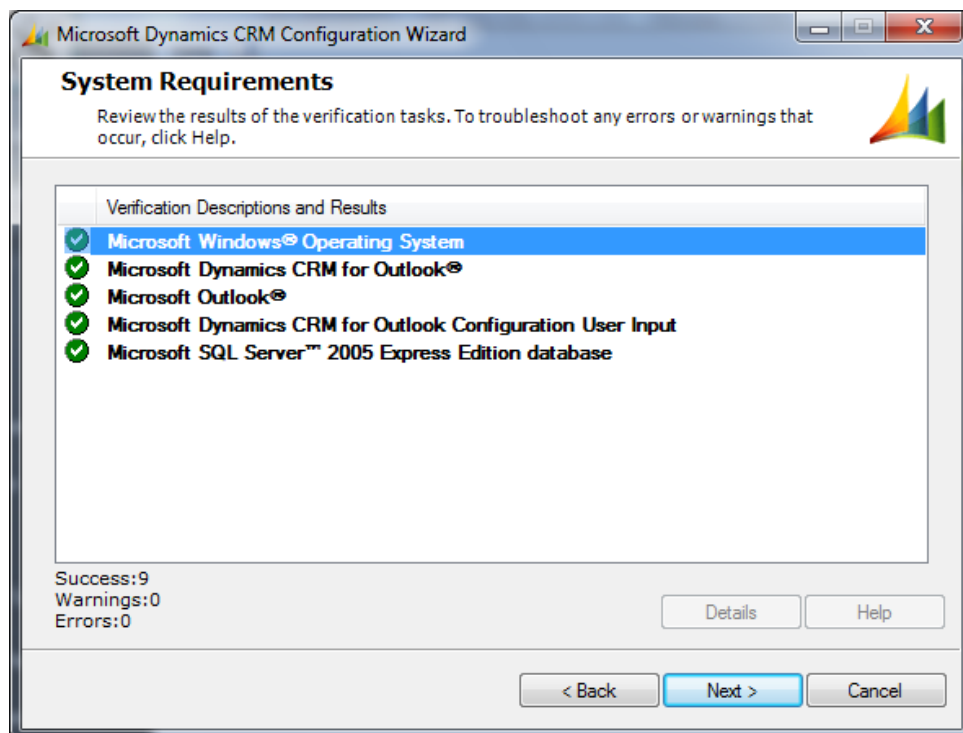 Microsoft Dynamics CRM Configuration Wizard
System Requirements
Review the results of the verification tasks. To troubleshoot any errors or warnings that
occur, click Help.
Verification Descriptions and Results
Microsoft Windows® Operating System
Microsoft Dynamics CRM for Outlook®
Microsoft Outlook®
Microsoft Dynamics CRM for Outlook Configuration User Input
Microsoft SQL Server™ 2005 Express Edition database
Success:9
Warnings:0
Errors:0
Details
Help
< Back
Next >
Cancel